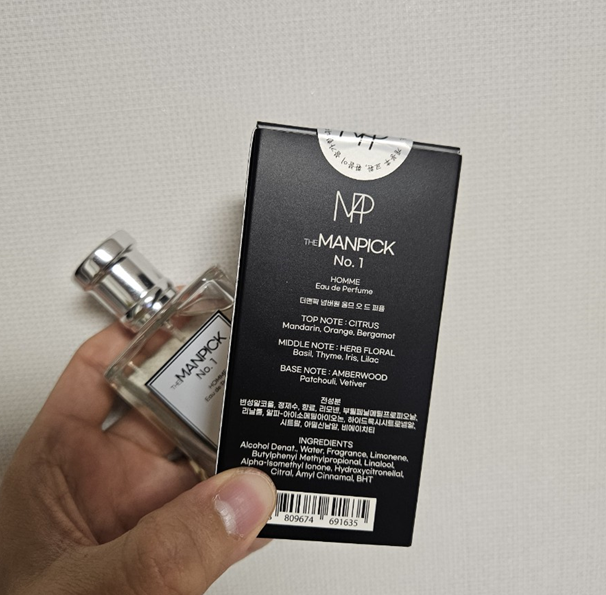 MP
THE MANPICK
No. 1
HOMME
Eau de Perfume
더맨픽 넘버원 옴므 오 드 퍼퓸
TOP NOTE : CITRUS
Mandarin, Orange, Bergamot
MIDDLE NOTE : HERB FLORAL
Basil, Thyme, Iris, Lilac
BASE NOTE : AMBERWOOD
Patchouli, Vetiver
전성분
변성알코올, 정제수, 향료, 리모넨, 부틸페닐메틸프로피오날,
리날룰, 알파-아이소메틸아이오논, 하이드록시시트로넬알,
시트랄, 아밀신남알, 비에이치티
INGREDIENTS
Alcohol Denat., Water, Fragrance, Limonene,
Butylphenyl Methylpropional, Linalool,
Alpha-Isomethyl Ionone, Hydroxycitronellal,
Citral, Amyl Cinnamal, BHT
809674 691635
THE MANPICK
No. 1
HOMME
Eau de